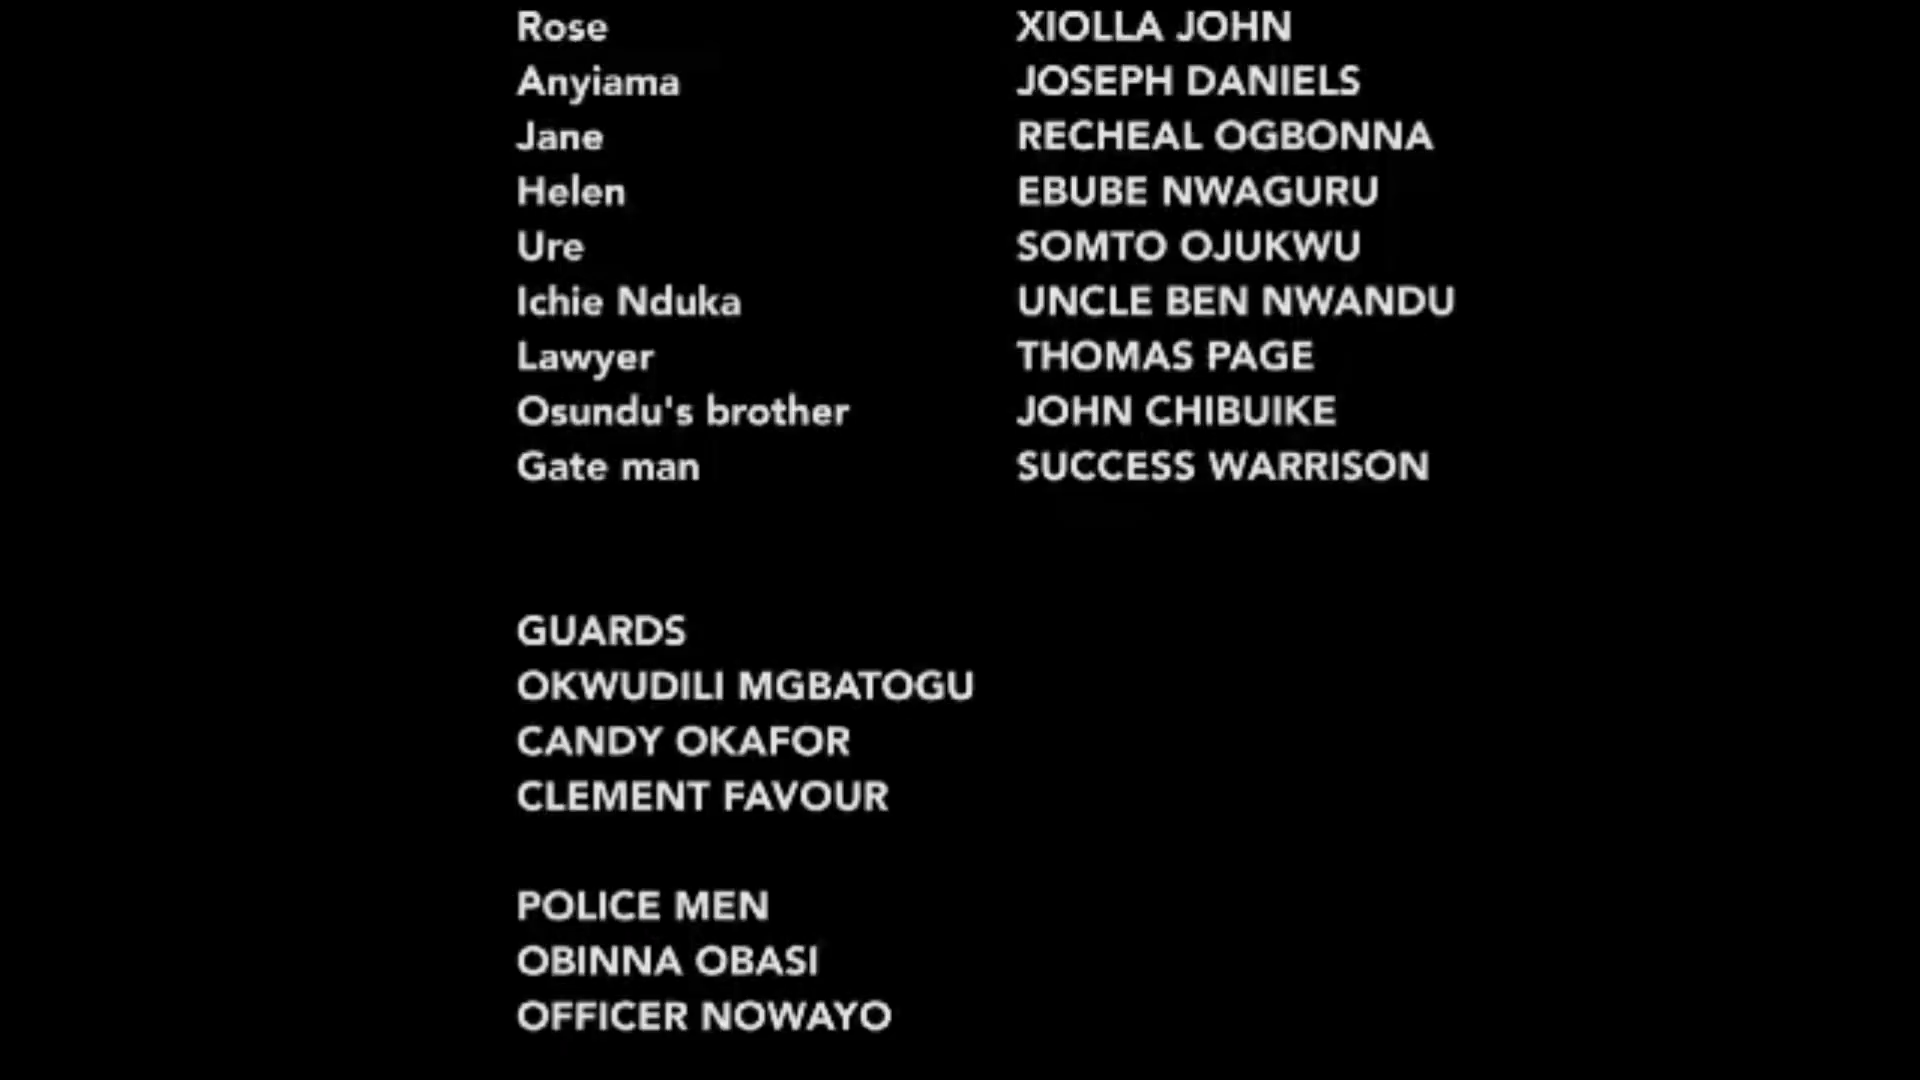 Rose XIOLLA JOHN
Anyiama JOSEPH DANIELS
Jane RECHEAL OGBONNA
Helen EBUBE NWAGURU
Ure SOMTO OJUKWU
Ichie Nduka UNCLE BEN NWANDU
Lawyer THOMAS PAGE
Osundu's brother JOHN CHIBUIKE
Gate man SUCCESS WARRISON
GUARDS
OKWUDILI MGBATOGU
CANDY OKAFOR
CLEMENT FAVOUR
POLICE MEN
OBINNA OBASI
OFFICER NOWAYO